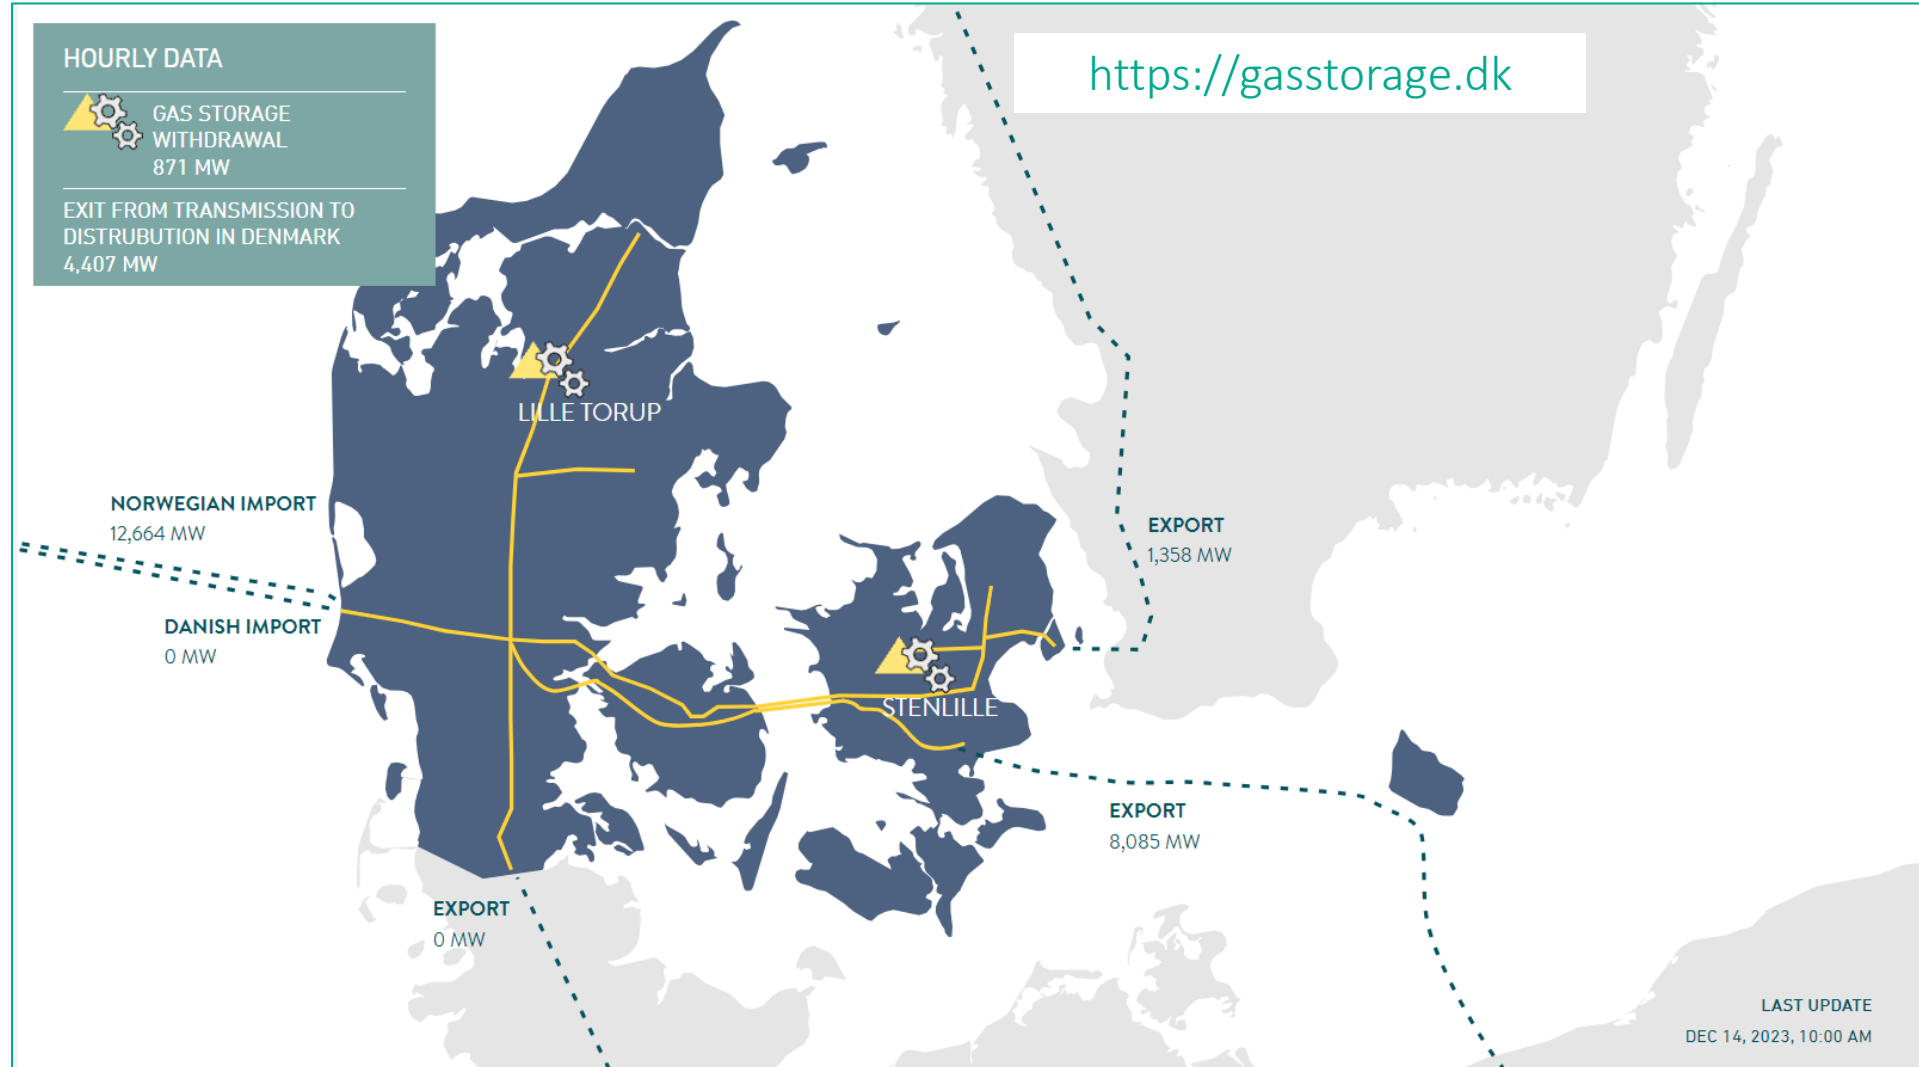 HOURLY DATA
GAS STORAGE
WITHDRAWAL
871 MW
EXIT FROM TRANSMISSION TO
DISTRUBUTION IN DENMARK
4,407 MW
https://gasstorage.dk
LILLE TORUP
NORWEGIAN IMPORT
12,664 MW
DANISH IMPORT
0 MW
EXPORT
1,358 MW
STENLILLE
EXPORT
8,085 MW
EXPORT
0 MW
LAST UPDATE
DEC 14, 2023, 10:00 AM